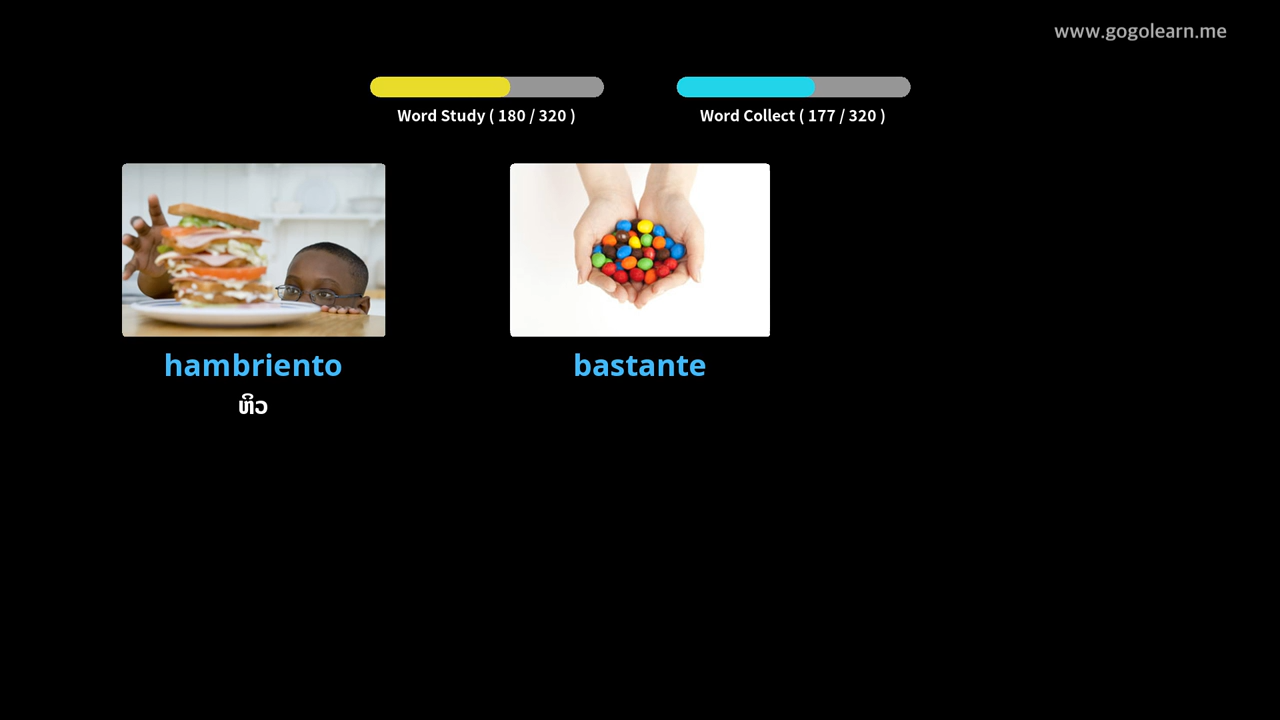 www.gogolearn.me
Word Study ( 180 / 320 )
Word Collect ( 177 / 320 )
hambriento
ຫິວ
bastante